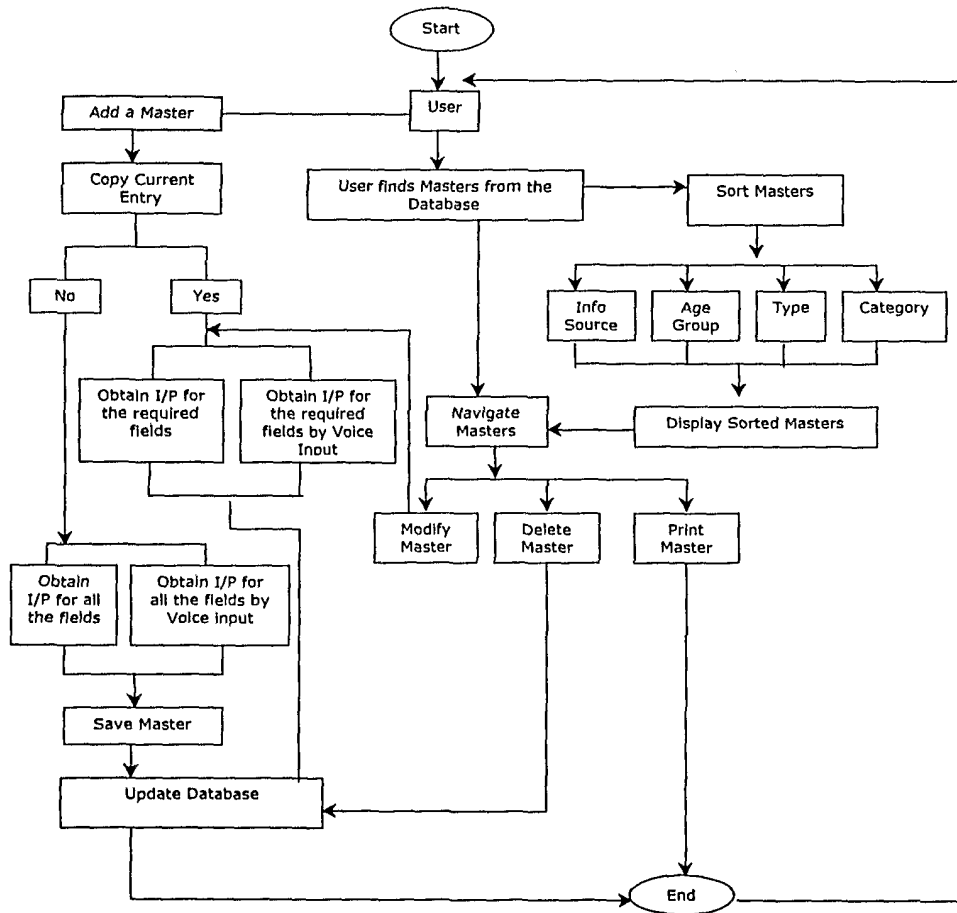 Start
User
Add a Master
Copy Current
Entry
User finds Masters from the
Database
Sort Masters
No
Yes
Info
Source
Age
Group
Type
Category
Obtain I/P for
the required
fields
Obtain I/P for
the required
fields by Voice
Input
Navigate
Masters
Display Sorted Masters
Modify
Master
Delete
Master
Print
Master
Obtain
I/P for all
the fields
Obtain I/P for
all the fields by
Voice input
Save Master
Update Database
End